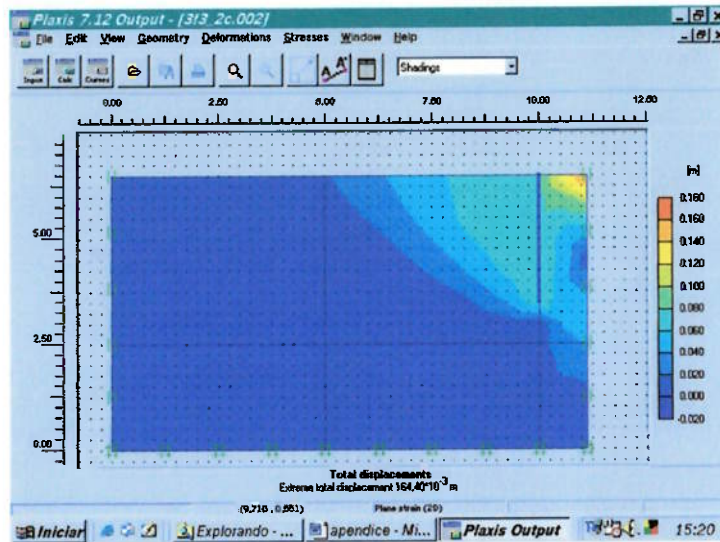 Plaxis 7.12 Output - [3f3_2c.002]
File Edit View Geometry Deformations Stresses Window Help
Input Calc Curves Shadings
0.00 2.50 5.00 7.50 10.00 12.50
[m]
0.180
0.160
0.140
0.120
0.100
0.080
0.060
0.040
0.020
0.000
-0.020
5.00
2.50
0.00
Total displacements
Extreme total displacement 164,40*10-3 m
Plane strain (2D)
Iniciar Explorando - ... apendice - Mi... Plaxis Output 15:20